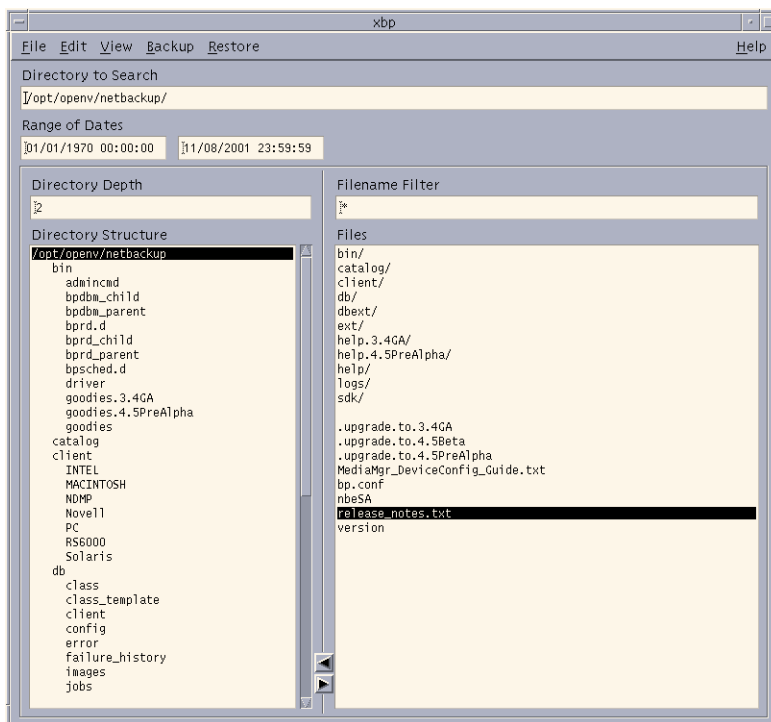 xbp
File Edit View Backup Restore Help
Directory to Search
/opt/openv/netbackup/
Range of Dates
01/01/1970 00:00:00 11/08/2001 23:59:59
Directory Depth
2
Directory Structure
/opt/openv/netbackup
bin
admincmd
bpdbm_child
bpdbm_parent
bprd.d
bprd_child
bprd_parent
bpsched.d
driver
goodies.3.4GA
goodies.4.5PreAlpha
goodies
catalog
client
INTEL
MACINTOSH
NDMP
Novell
PC
RS6000
Solaris
db
class
class_template
client
config
error
failure_history
images
jobs
Filename Filter
*
Files
bin/
catalog/
client/
db/
dbext/
ext/
help.3.4GA/
help.4.5PreAlpha/
help/
logs/
sdk/
.upgrade.to.3.4GA
.upgrade.to.4.5Beta
.upgrade.to.4.5PreAlpha
MediaMgr_DeviceConfig_Guide.txt
bp.conf
nbeSA
release_notes.txt
version